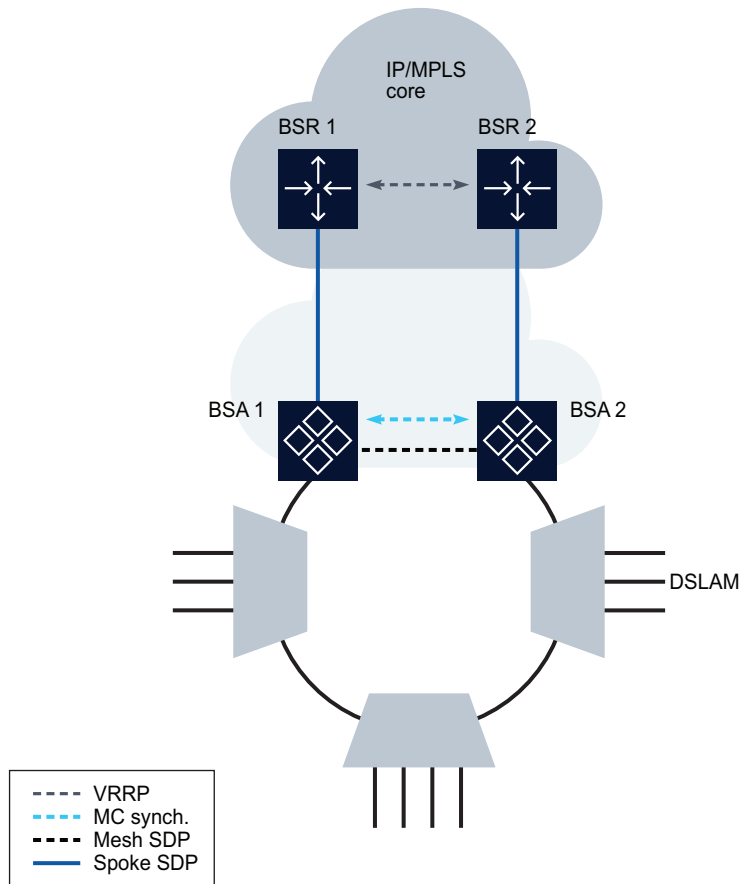 IP/MPLS
core
BSR 1
BSR 2
BSA 1
BSA 2
DSLAM
VRRP
MC synch.
Mesh SDP
Spoke SDP